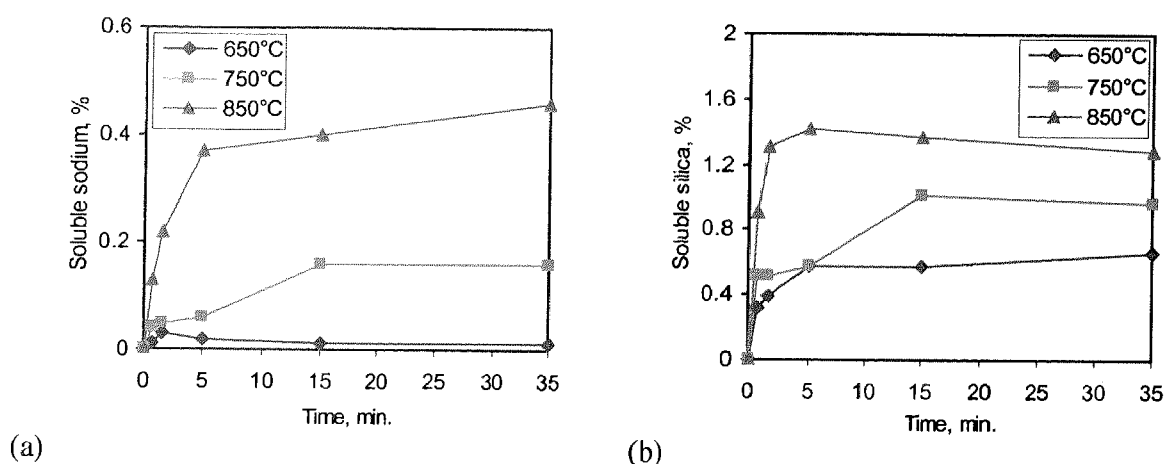 0.6
0.4
0.2
0
Soluble sodium, %
650°C
750°C
850°C
0 5 10 15 20 25 30 35
Time, min.
(a)
2
1.6
1.2
0.8
0.4
0
Soluble silica, %
650°C
750°C
850°C
0 5 10 15 20 25 30 35
Time, min.
(b)